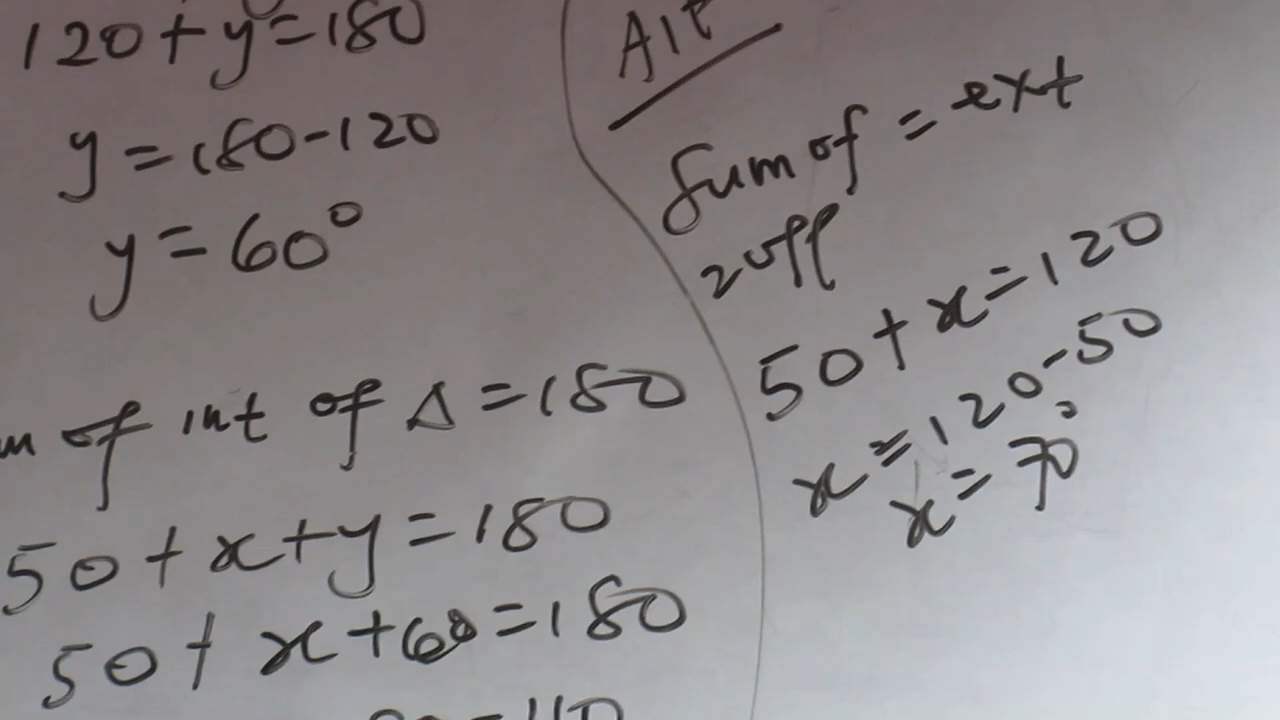 120+y=180
y=180-120
y=60°
m of int of Δ=180
50+x+y=180
50+x+60=180
Alt
Sum of = ext
2 opp
50+x=120
x=120-50
x=70°